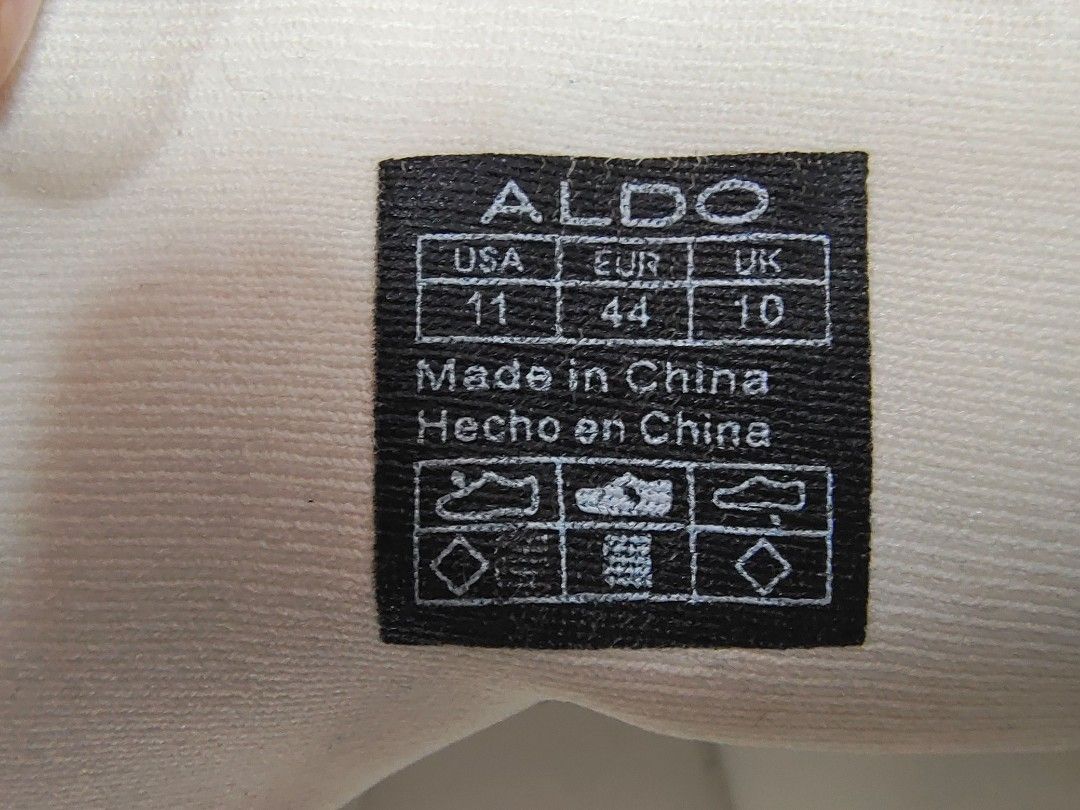 ALDO
USA EUR UK
11 44 10
Made in China
Hecho en China